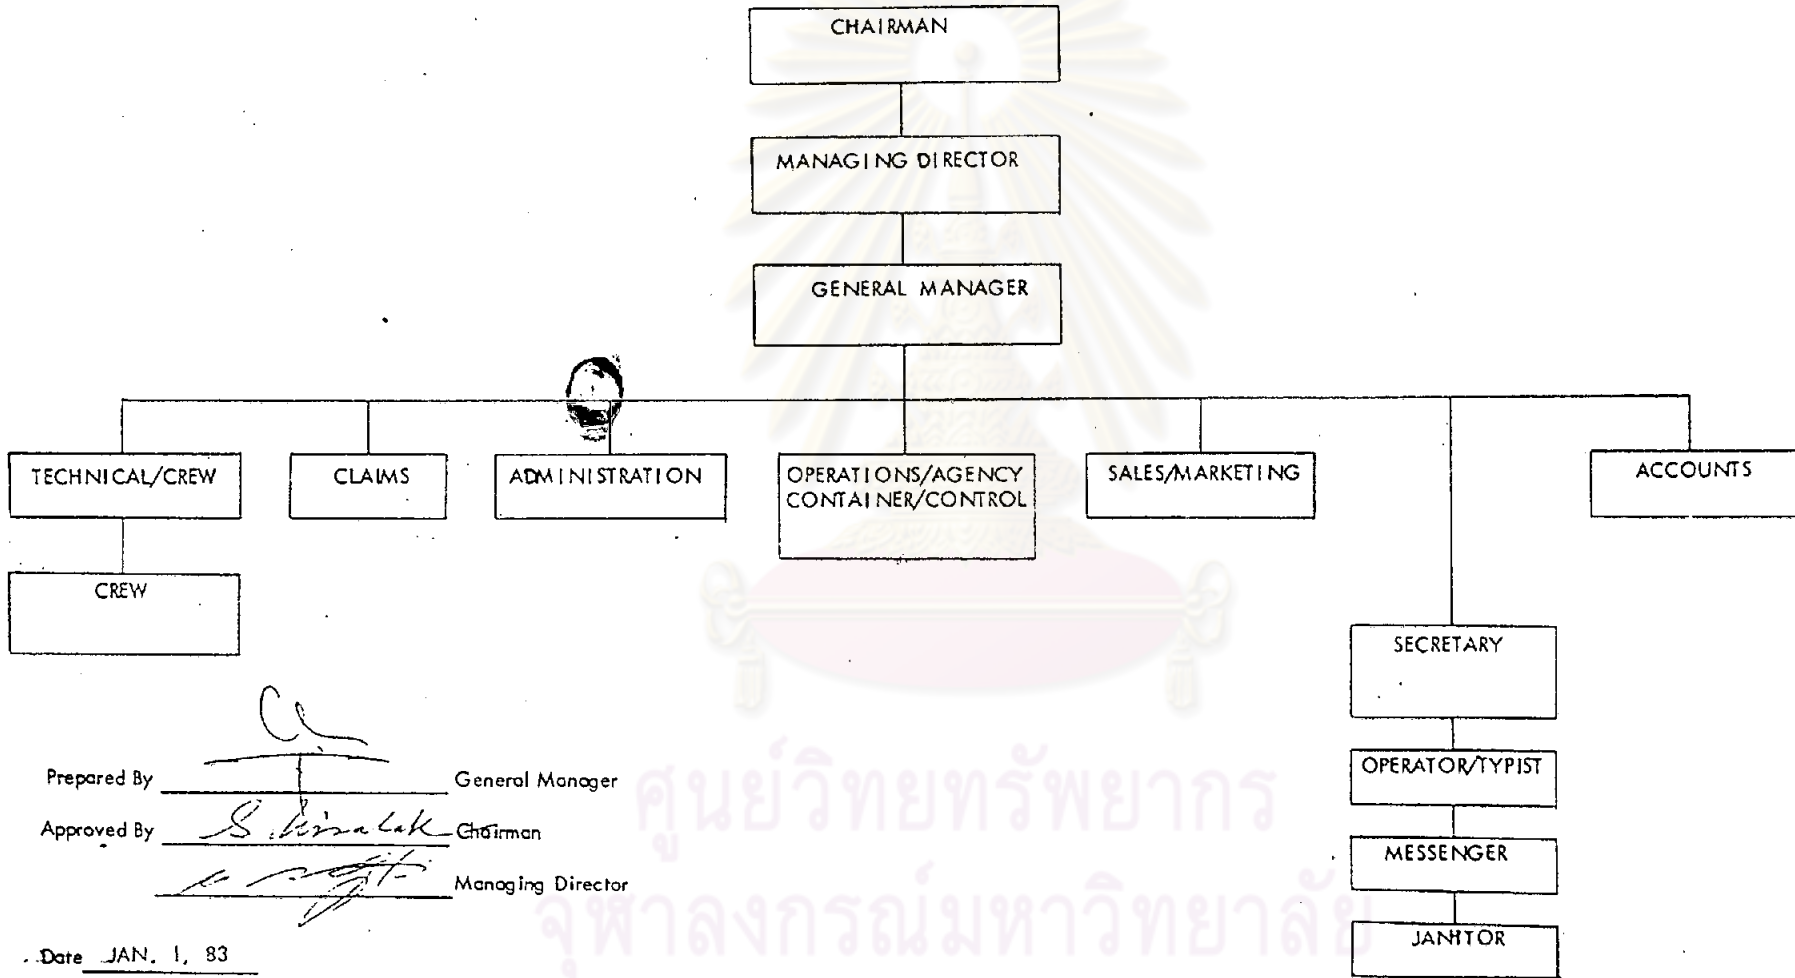 CHAIRMAN
MANAGING DIRECTOR
GENERAL MANAGER
TECHNICAL/CREW
CLAIMS
ADMINISTRATION
OPERATIONS/AGENCY
CONTAINER/CONTROL
SALES/MARKETING
ACCOUNTS
CREW
SECRETARY
OPERATOR/TYPIST
MESSENGER
JANITOR
Prepared By General Manager
Approved By Chairman
Managing Director
Date JAN. 1, 83
ศูนย์วิทยทรัพยากร
จุฬาลงกรณ์มหาวิทยาลัย